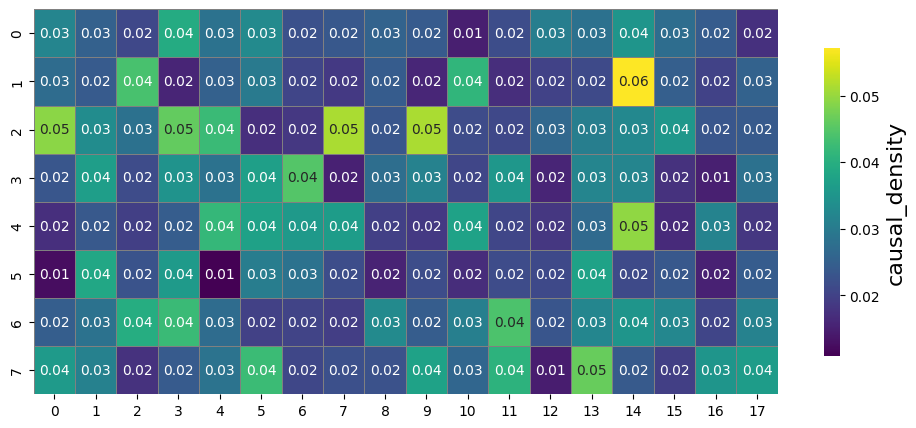 0 0.03 0.03 0.02 0.04 0.03 0.03 0.02 0.02 0.03 0.02 0.01 0.02 0.03 0.03 0.04 0.03 0.02 0.02
1 0.03 0.02 0.04 0.02 0.03 0.03 0.02 0.02 0.02 0.02 0.04 0.02 0.02 0.02 0.06 0.02 0.02 0.03
2 0.05 0.03 0.03 0.05 0.04 0.02 0.02 0.05 0.02 0.05 0.02 0.02 0.03 0.03 0.03 0.04 0.02 0.02
3 0.02 0.04 0.02 0.03 0.03 0.04 0.04 0.02 0.03 0.03 0.02 0.04 0.02 0.03 0.03 0.02 0.01 0.03
4 0.02 0.02 0.02 0.02 0.04 0.04 0.04 0.04 0.02 0.02 0.04 0.02 0.02 0.03 0.05 0.02 0.03 0.02
5 0.01 0.04 0.02 0.04 0.01 0.03 0.03 0.02 0.02 0.02 0.02 0.02 0.02 0.04 0.02 0.02 0.02 0.02
6 0.02 0.03 0.04 0.04 0.03 0.02 0.02 0.02 0.03 0.02 0.03 0.04 0.02 0.03 0.04 0.03 0.02 0.03
7 0.04 0.03 0.02 0.02 0.03 0.04 0.02 0.02 0.02 0.04 0.03 0.04 0.01 0.05 0.02 0.02 0.03 0.04
0 1 2 3 4 5 6 7 8 9 10 11 12 13 14 15 16 17
0.05
0.04
0.03
0.02
causal_density